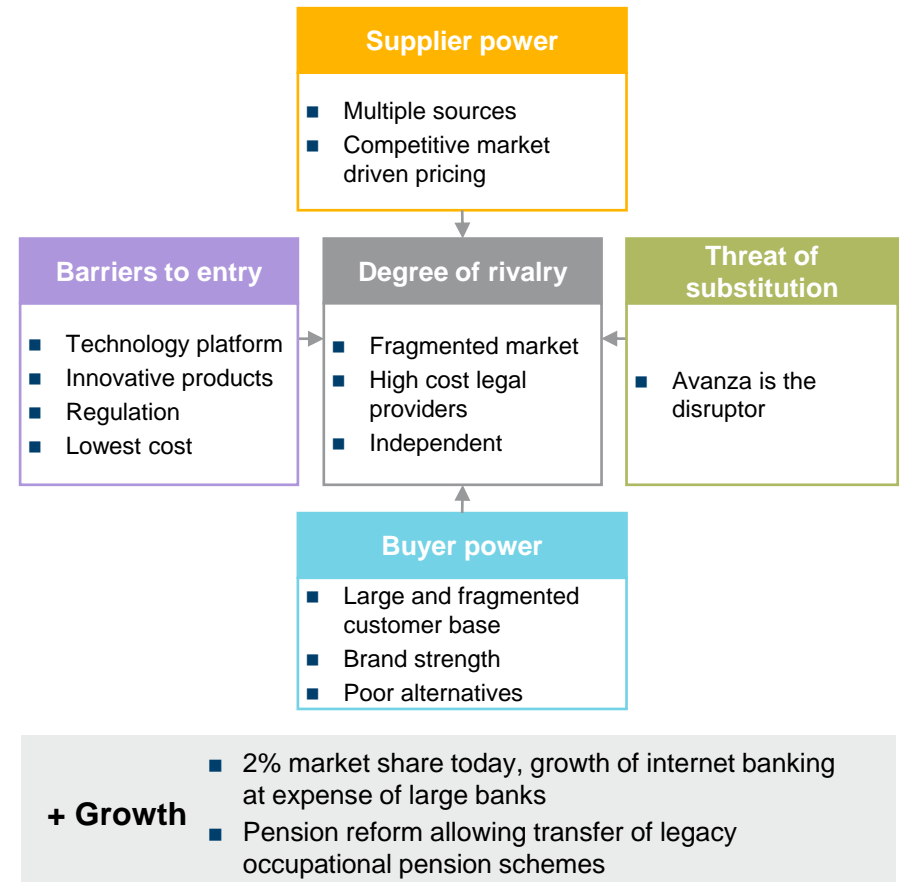 Supplier power
Multiple sources
Competitive market
driven pricing
Barriers to entry
Technology platform
Innovative products
Regulation
Lowest cost
Degree of rivalry
Fragmented market
High cost legal
providers
Independent
Threat of
substitution
Avanza is the
disruptor
Buyer power
Large and fragmented
customer base
Brand strength
Poor alternatives
+ Growth
2% market share today, growth of internet banking
at expense of large banks
Pension reform allowing transfer of legacy
occupational pension schemes